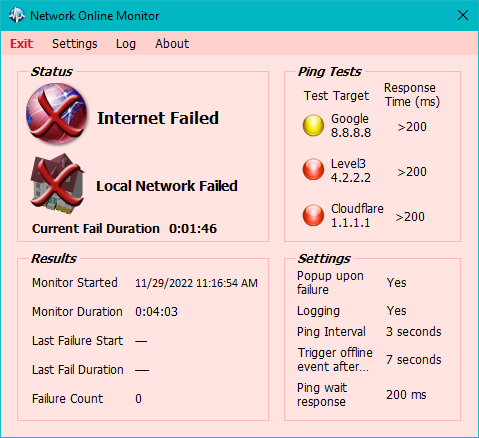 Network Online Monitor
Exit Settings Log About
Status
Internet Failed
Local Network Failed
Current Fail Duration 0:01:46
Ping Tests
Test Target Response
Time (ms)
Google
8.8.8.8 >200
Level3
4.2.2.2 >200
Cloudflare
1.1.1.1 >200
Results
Monitor Started 11/29/2022 11:16:54 AM
Monitor Duration 0:04:03
Last Failure Start —
Last Fail Duration —
Failure Count 0
Settings
Popup upon
failure Yes
Logging Yes
Ping Interval 3 seconds
Trigger offline
event after... 7 seconds
Ping wait
response 200 ms